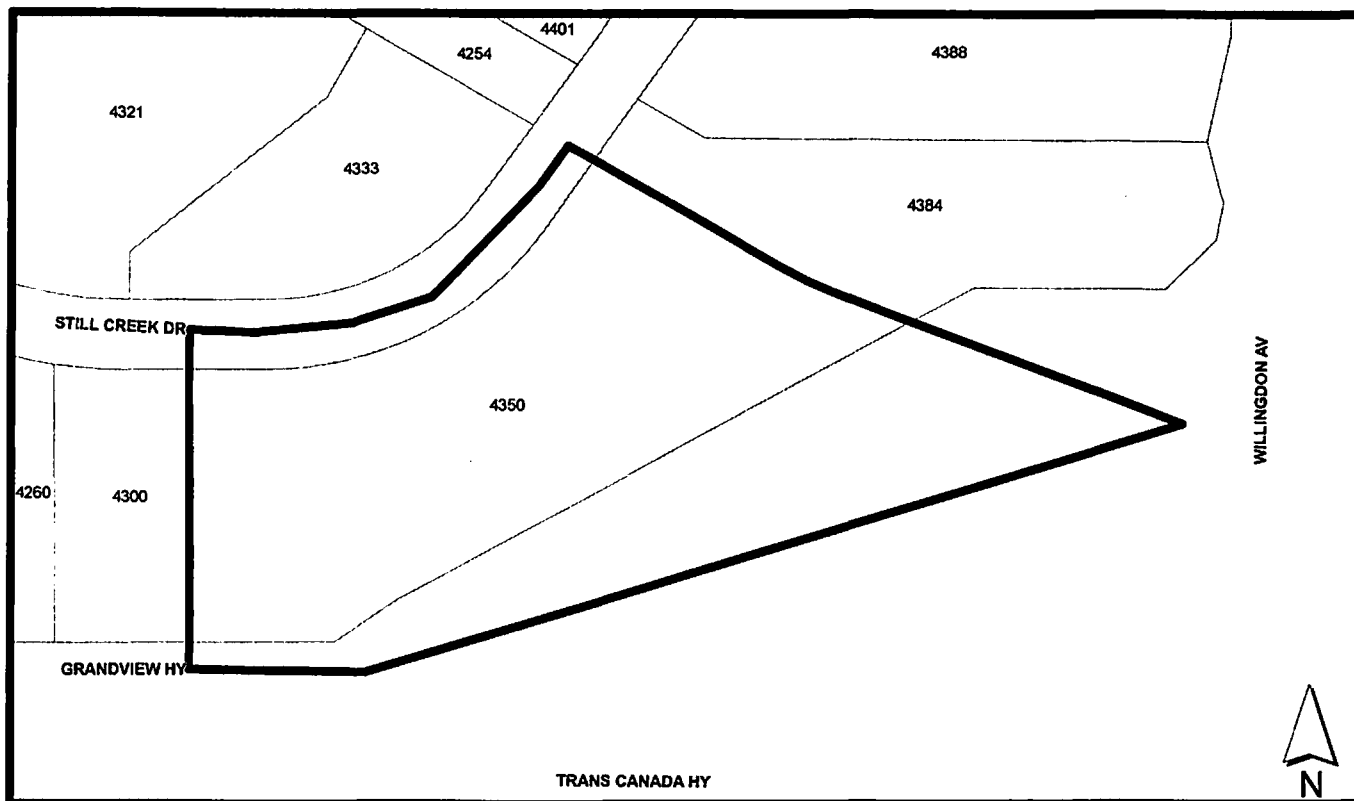 4401
4254
4388
4321
4333
4384
STILL CREEK DR
WILLINGDON AV
4350
4260
4300
GRANDVIEW HY
TRANS CANADA HY
N